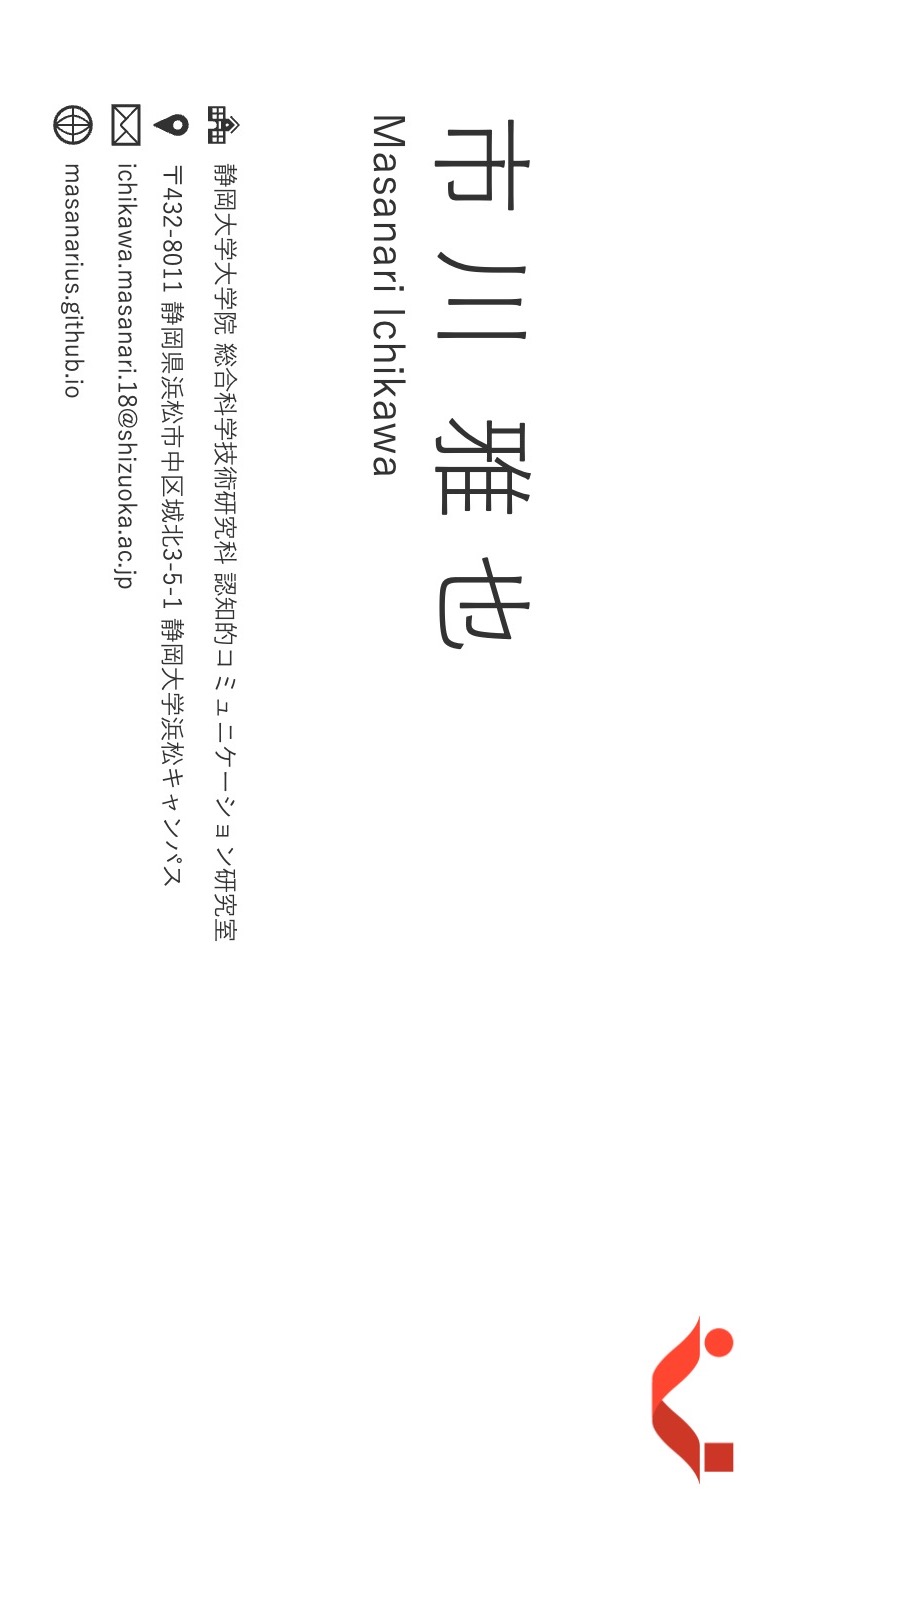 市川 雅也
Masanari Ichikawa
静岡大学大学院 総合科学技術研究科 認知的コミュニケーション研究室
〒432-8011 静岡県浜松市中区城北3-5-1 静岡大学浜松キャンパス
ichikawa.masanari.18@shizuoka.ac.jp
masanarius.github.io